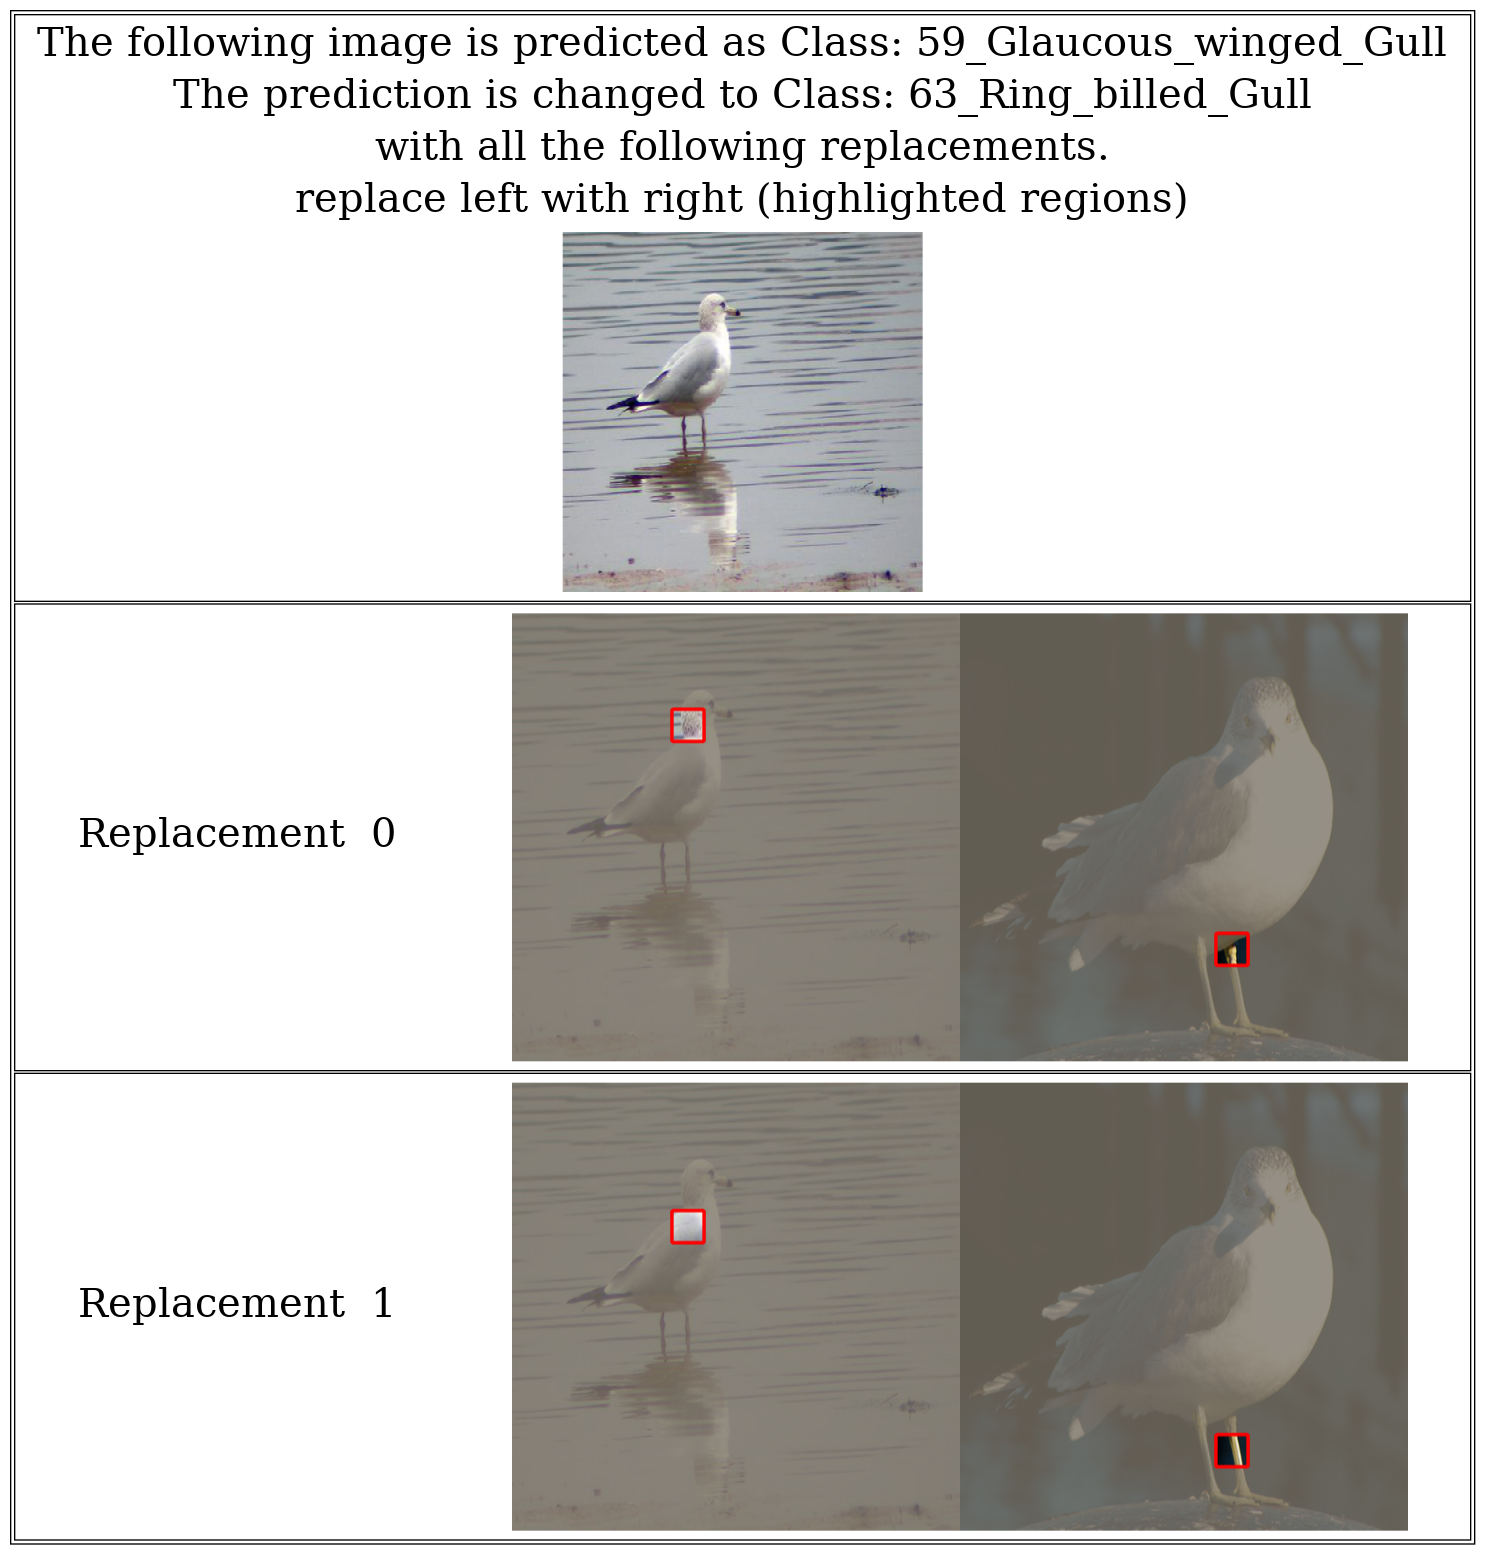 The following image is predicted as Class: 59_Glaucous_winged_Gull
The prediction is changed to Class: 63_Ring_billed_Gull
with all the following replacements.
replace left with right (highlighted regions)
Replacement  0
Replacement  1